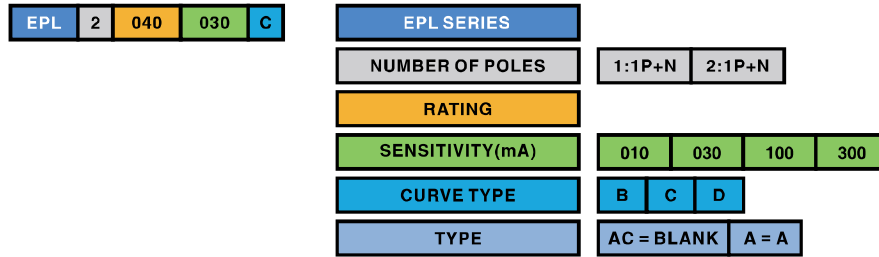 EPL 2 040 030 C
EPL SERIES
NUMBER OF POLES 1:1P+N 2:1P+N
RATING
SENSITIVITY(mA) 010 030 100 300
CURVE TYPE B C D
TYPE AC = BLANK A = A